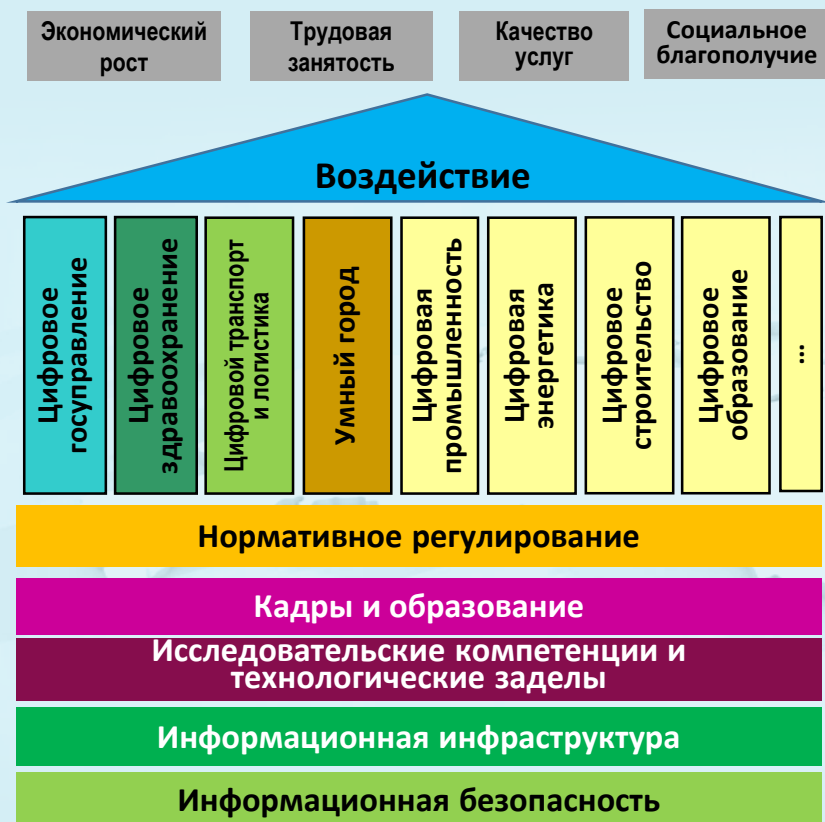 Экономический
рост
Трудовая
занятость
Качество
услуг
Социальное
благополучие
Воздействие
Цифровое
госуправление
Цифровое
здравоохранение
Цифровой транспорт
и логистика
Умный город
Цифровая
промышленность
Цифровая
энергетика
Цифровое
строительство
Цифровое
образование
...
Нормативное регулирование
Кадры и образование
Исследовательские компетенции и
технологические заделы
Информационная инфраструктура
Информационная безопасность